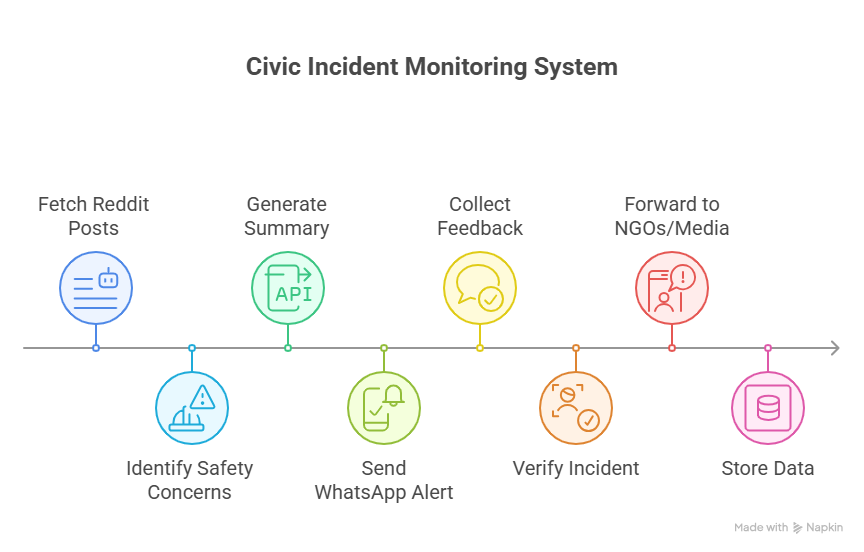 Civic Incident Monitoring System
Fetch Reddit
Posts
Generate
Summary
Collect
Feedback
Forward to
NGOs/Media
API
Identify Safety
Concerns
Send
WhatsApp Alert
Verify Incident
Store Data
Made with Napkin